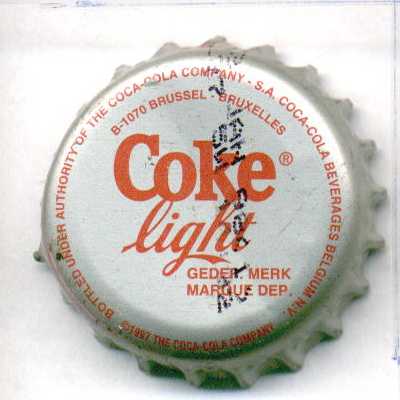 BOTTLED UNDER AUTHORITY OF THE COCA-COLA COMPANY - S.A. COCA-COLA BEVERAGES BELGIUM N.V.
B-1070 BRUSSEL - BRUXELLES
Coke®
light
GEDEP. MERK
MARQUE DEP.
©1997 THE COCA-COLA COMPANY